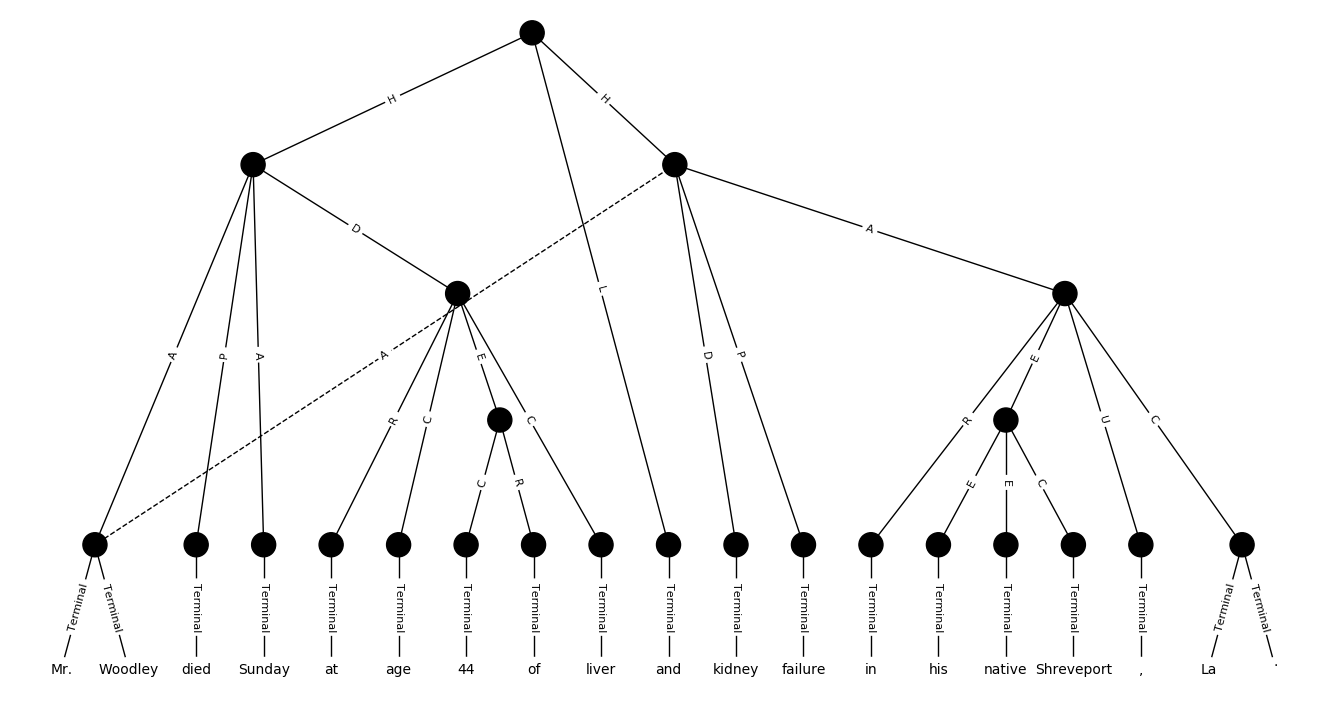 H H
D A
L
A P A A E C D P E
R C C R U C
C R E E C
Terminal Terminal Terminal Terminal Terminal Terminal Terminal Terminal Terminal Terminal Terminal Terminal Terminal Terminal Terminal Terminal Terminal Terminal Terminal
Mr. Woodley died Sunday at age 44 of liver and kidney failure in his native Shreveport , La .